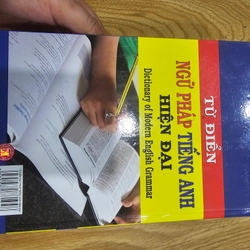 TỪ ĐIỂN
NGỮ PHÁP TIẾNG ANH
HIỆN ĐẠI
Dictionary of Modern English Grammar